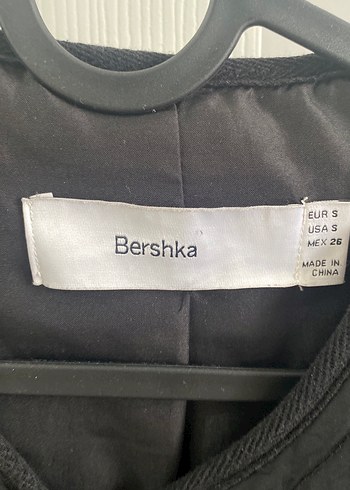 Bershka
EUR S
USA S
MEX 26
MADE IN
CHINA